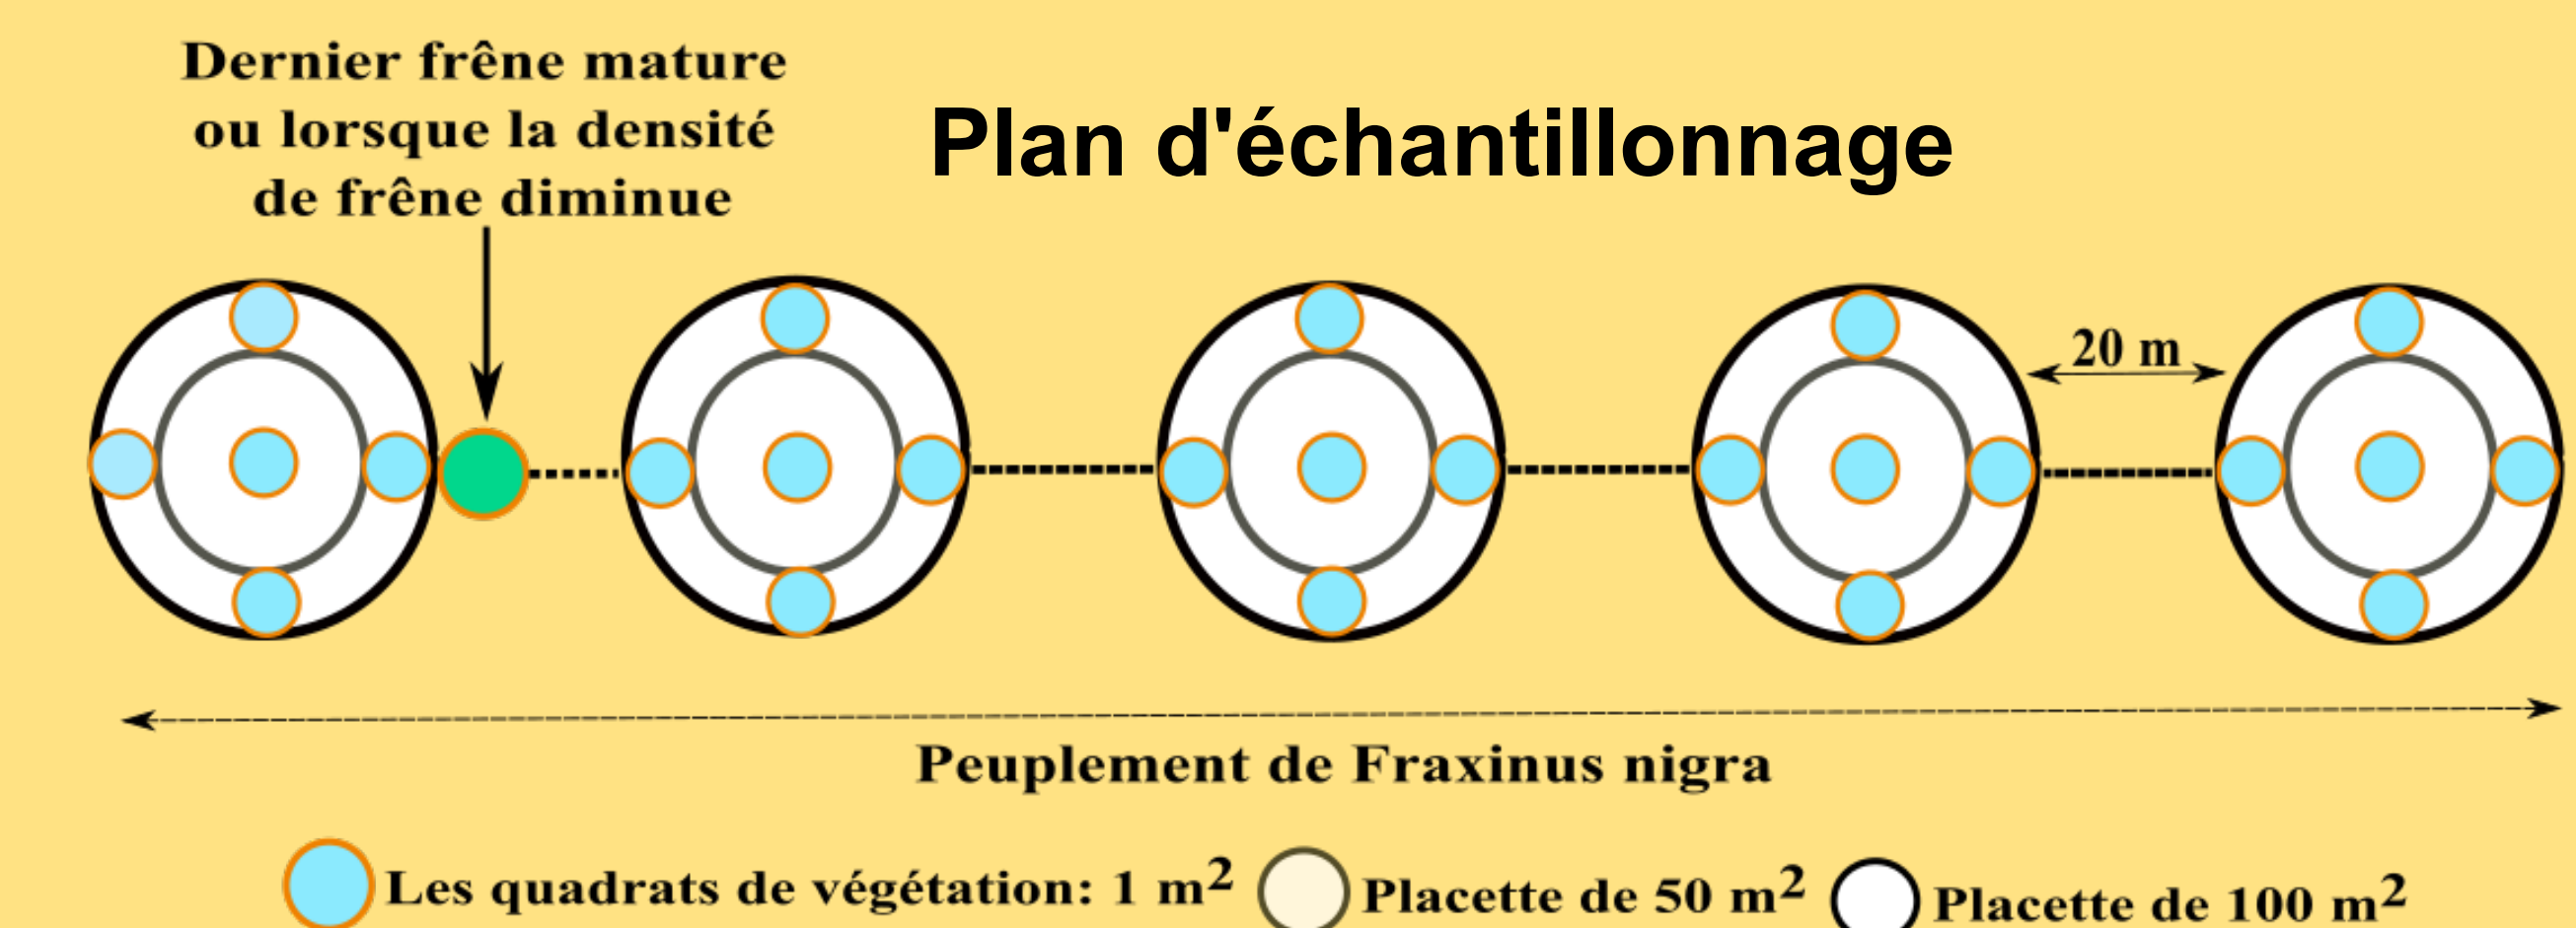 Dernier frêne mature
ou lorsque la densité
de frêne diminue
Plan d'échantillonnage
20 m
Peuplement de Fraxinus nigra
Les quadrats de végétation: 1 m²
Placette de 50 m²
Placette de 100 m²